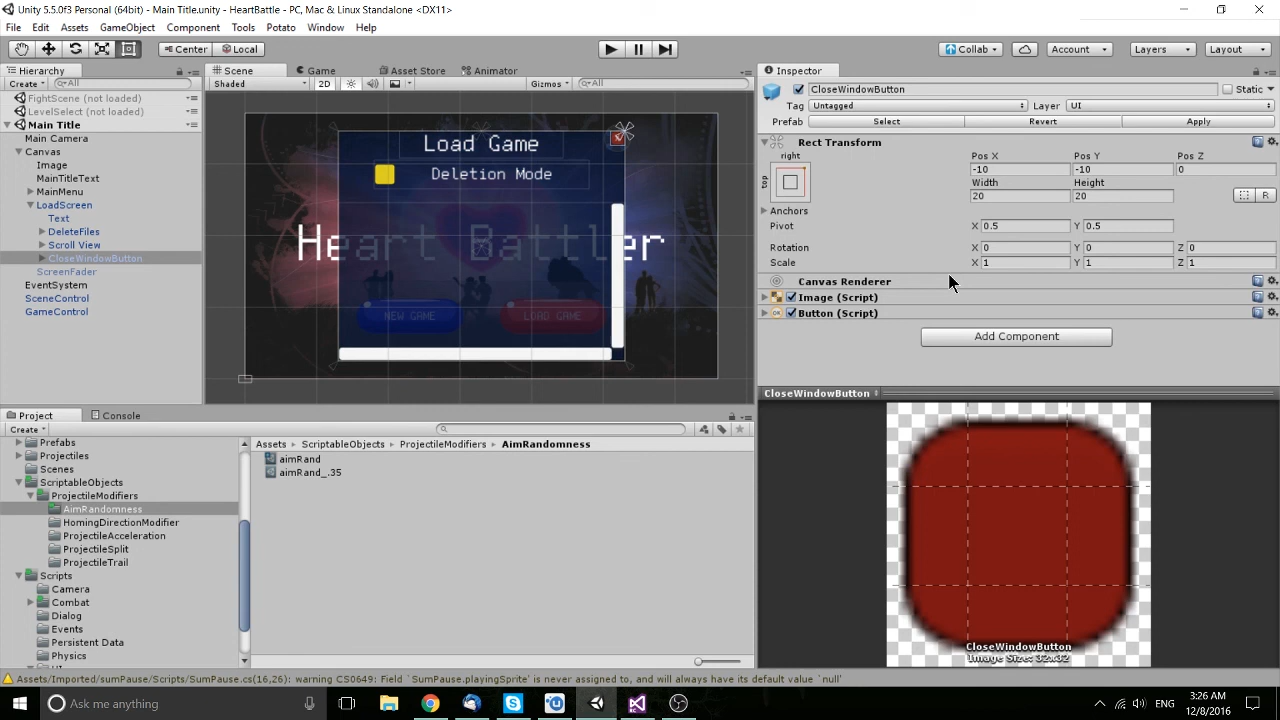 Unity 5.5.0f3 Personal (64bit) - Main Title.unity - HeartBattle - PC, Mac & Linux Standalone <DX11>
File Edit Assets GameObject Component Tools Potato Window Help
Center Local Collab Account Layers Layout
Hierarchy Scene Game Asset Store Animator Inspector
Create All Shaded 2D Gizmos All CloseWindowButton Static
FightScene (not loaded)
LevelSelect (not loaded)
Main Title
Main Camera
Canvas
Image
MainTitleText
MainMenu
LoadScreen
Text
DeleteFiles
Scroll View
CloseWindowButton
ScreenFader
EventSystem
SceneControl
GameControl
Load Game
X
Deletion Mode
Heart Battler
NEW GAME LOAD GAME
Tag Untagged Layer UI
Prefab Select Revert Apply
Rect Transform
right Pos X Pos Y Pos Z
top -10 -10 0
Width Height
20 20 R
Anchors
Pivot X 0.5 Y 0.5
Rotation X 0 Y 0 Z 0
Scale X 1 Y 1 Z 1
Canvas Renderer
Image (Script)
Button (Script)
Add Component
CloseWindowButton
CloseWindowButton
Image Size: 32x32
Project Console
Create
Prefabs
Projectiles
Scenes
ScriptableObjects
ProjectileModifiers
AimRandomness
HomingDirectionModifier
ProjectileAcceleration
ProjectileSplit
ProjectileTrail
Scripts
Camera
Combat
Dialog
Events
Persistent Data
Physics
Assets ScriptableObjects ProjectileModifiers AimRandomness
aimRand
aimRand_.35
Assets/Imported/sumPause/Scripts/SumPause.cs(16,26): warning CS0649: Field `SumPause.playingSprite' is never assigned to, and will always have its default value `null'
Ask me anything
ENG
3:26 AM
12/8/2016